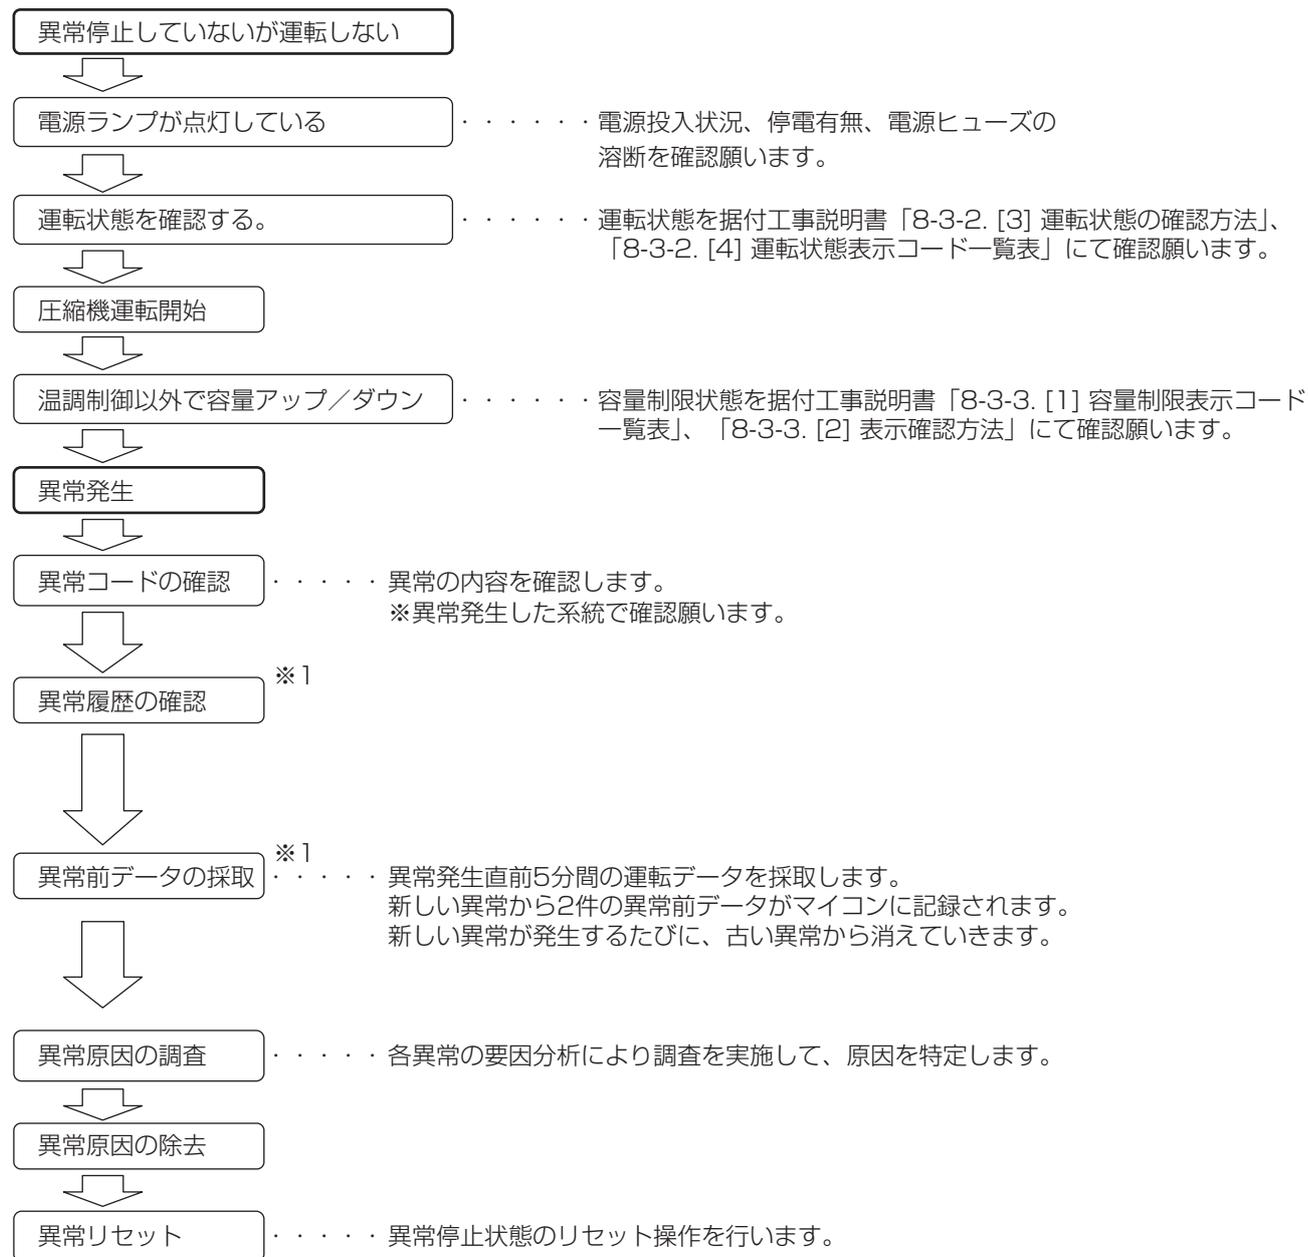 異常停止していないが運転しない
電源ランプが点灯している ・・・・・・電源投入状況、停電有無、電源ヒューズの
溶断を確認願います。
運転状態を確認する。 ・・・・・・運転状態を据付工事説明書「8-3-2. [3] 運転状態の確認方法」、
「8-3-2. [4] 運転状態表示コード一覧表」にて確認願います。
圧縮機運転開始
温調制御以外で容量アップ／ダウン ・・・・・・容量制限状態を据付工事説明書「8-3-3. [1] 容量制限表示コード
一覧表」、「8-3-3. [2] 表示確認方法」にて確認願います。
異常発生
異常コードの確認 ・・・・・異常の内容を確認します。
※異常発生した系統で確認願います。
異常履歴の確認 ※1
異常前データの採取 ※1 ・・・・・異常発生直前5分間の運転データを採取します。
新しい異常から2件の異常前データがマイコンに記録されます。
新しい異常が発生するたびに、古い異常から消えていきます。
異常原因の調査 ・・・・・各異常の要因分析により調査を実施して、原因を特定します。
異常原因の除去
異常リセット ・・・・・異常停止状態のリセット操作を行います。